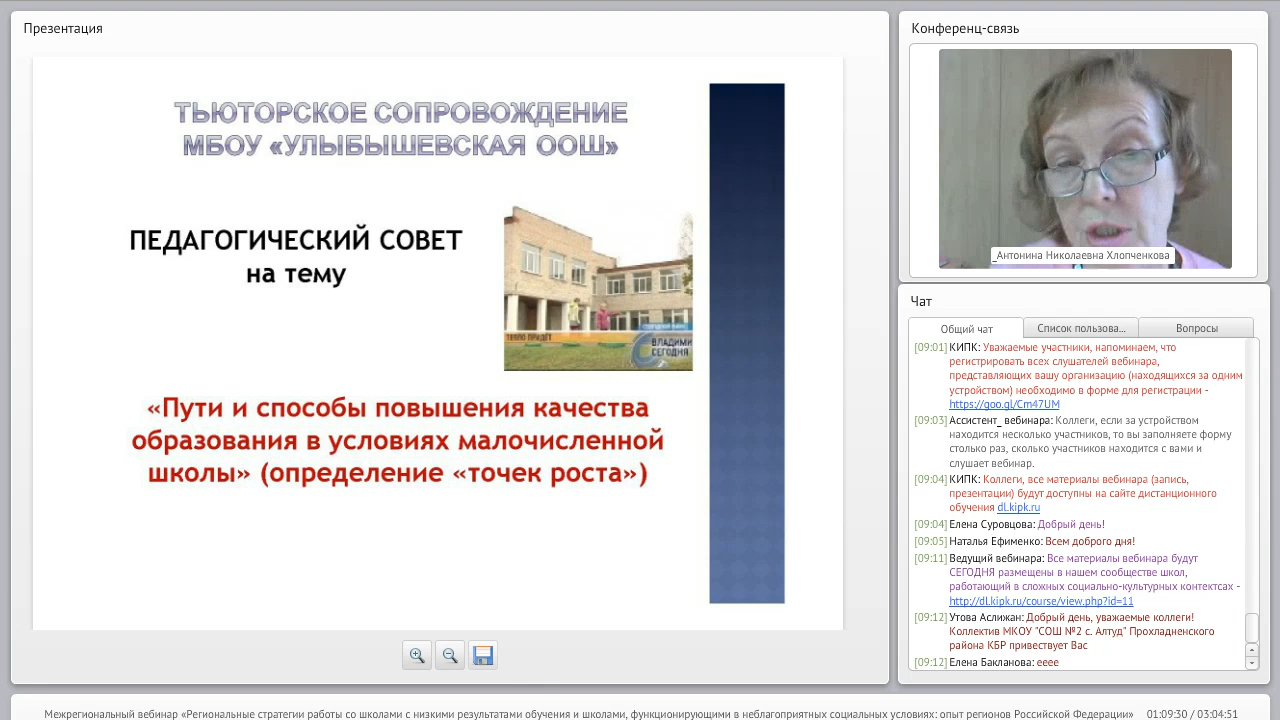 Презентация
ТЬЮТОРСКОЕ СОПРОВОЖДЕНИЕ
МБОУ «УЛЫБЫШЕВСКАЯ ООШ»
ПЕДАГОГИЧЕСКИЙ СОВЕТ
на тему
ТЕПЛО ПРИДЁТ
ВЛАДИМИ
СЕГОДНЯ
«Пути и способы повышения качества
образования в условиях малочисленной
школы» (определение «точек роста»)
Конференц-связь
_Антонина Николаевна Хлопченкова
Чат
Общий чат
Список пользова...
Вопросы
[09:01] КИПК: Уважаемые участники, напоминаем, что
регистрировать всех слушателей вебинара,
представляющих вашу организацию (находящихся за одним
устройством) необходимо в форме для регистрации -
https://goo.gl/Cm47UM
[09:03] Ассистент_ вебинара: Коллеги, если за устройством
находится несколько участников, то вы заполняете форму
столько раз, сколько участников находится с вами и
слушает вебинар.
[09:04] КИПК: Коллеги, все материалы вебинара (запись,
презентации) будут доступны на сайте дистанционного
обучения dl.kipk.ru
[09:04] Елена Суровцова: Добрый день!
[09:05] Наталья Ефименко: Всем доброго дня!
[09:11] Ведущий вебинара: Все материалы вебинара будут
СЕГОДНЯ размещены в нашем сообществе школ,
работающий в сложных социально-культурных контекстах -
http://dl.kipk.ru/course/view.php?id=11
[09:12] Утова Аслижан: Добрый день, уважаемые коллеги!
Коллектив МКОУ "СОШ №2 с. Алтуд" Прохладненского
района КБР привествует Вас
[09:12] Елена Бакланова: ееее
Межрегиональный вебинар «Региональные стратегии работы со школами с низкими результатами обучения и школами, функционирующими в неблагоприятных социальных условиях: опыт регионов Российской Федерации» 01:09:30 / 03:04:51